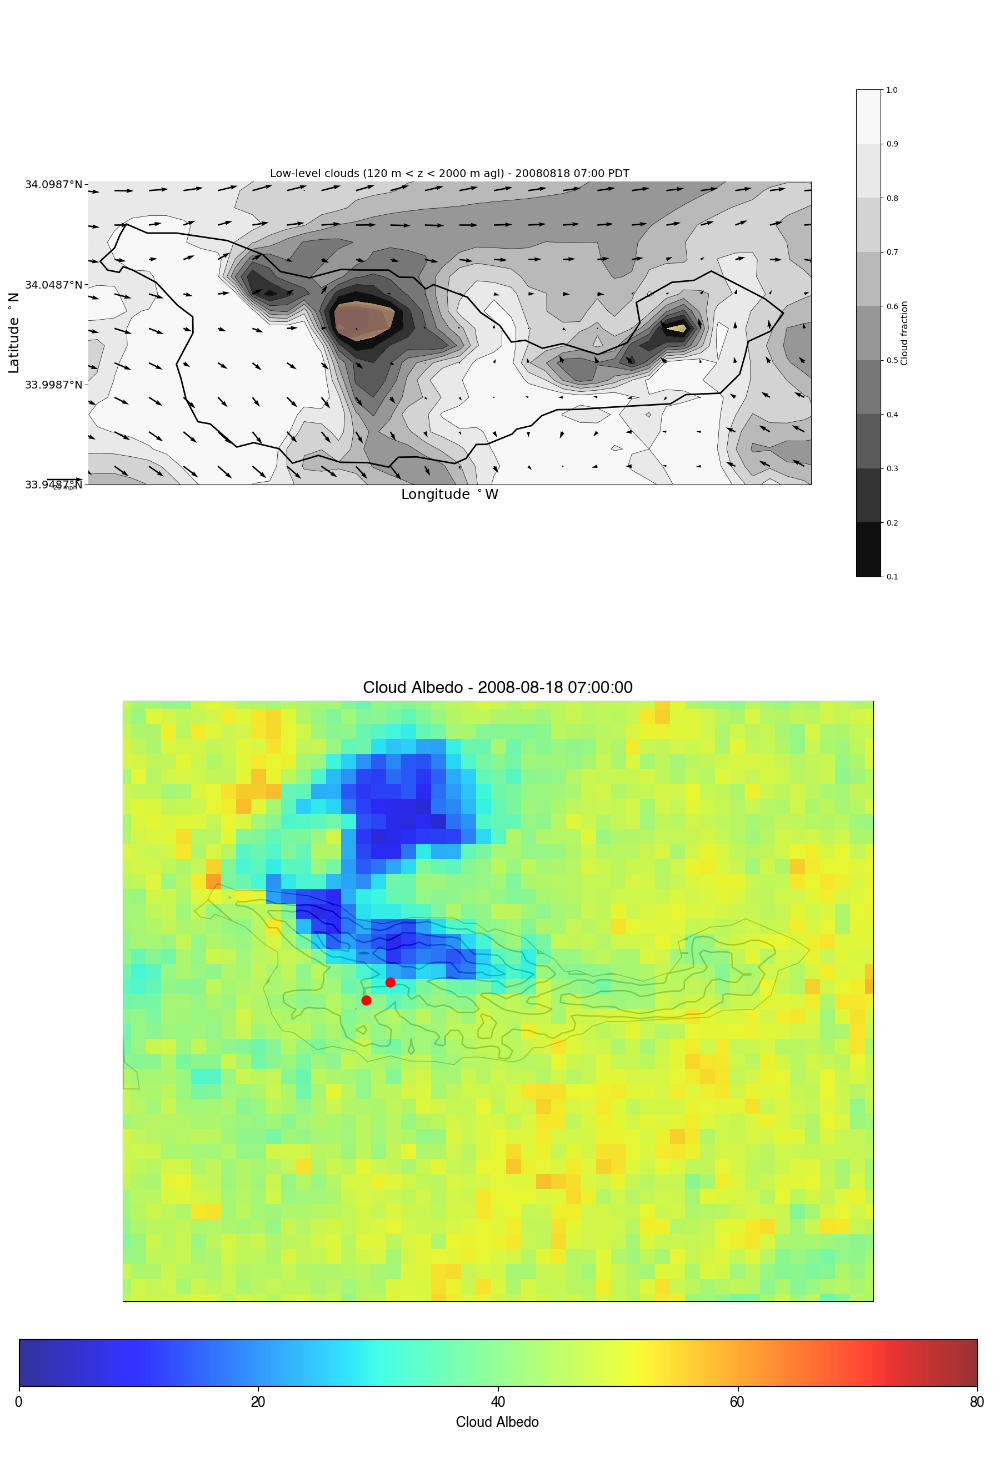 Low-level clouds (120 m < z < 2000 m agl) - 20080818 07:00 PDT
34.0987°N
34.0487°N
33.9987°N
33.9487°N
Latitude °N
Longitude °W
1.0
0.9
0.8
0.7
0.6
0.5
0.4
0.3
0.2
0.1
Cloud fraction
Cloud Albedo - 2008-08-18 07:00:00
0 20 40 60 80
Cloud Albedo